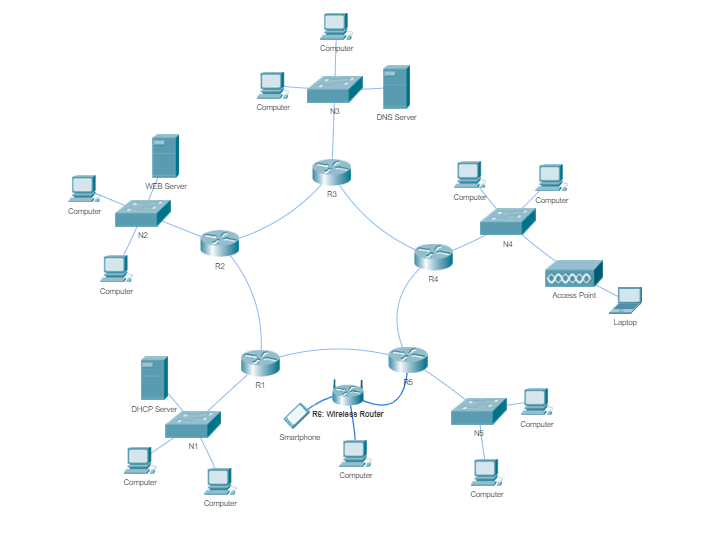 Computer
Computer
N3
DNS Server
WEB Server
R3
Computer
N2
Computer
Computer
N4
R2
R4
Computer
Access Point
Laptop
R1
R5
DHCP Server
R6: Wireless Router
N1
Smartphone
N5
Computer
Computer
Computer
Computer
Computer